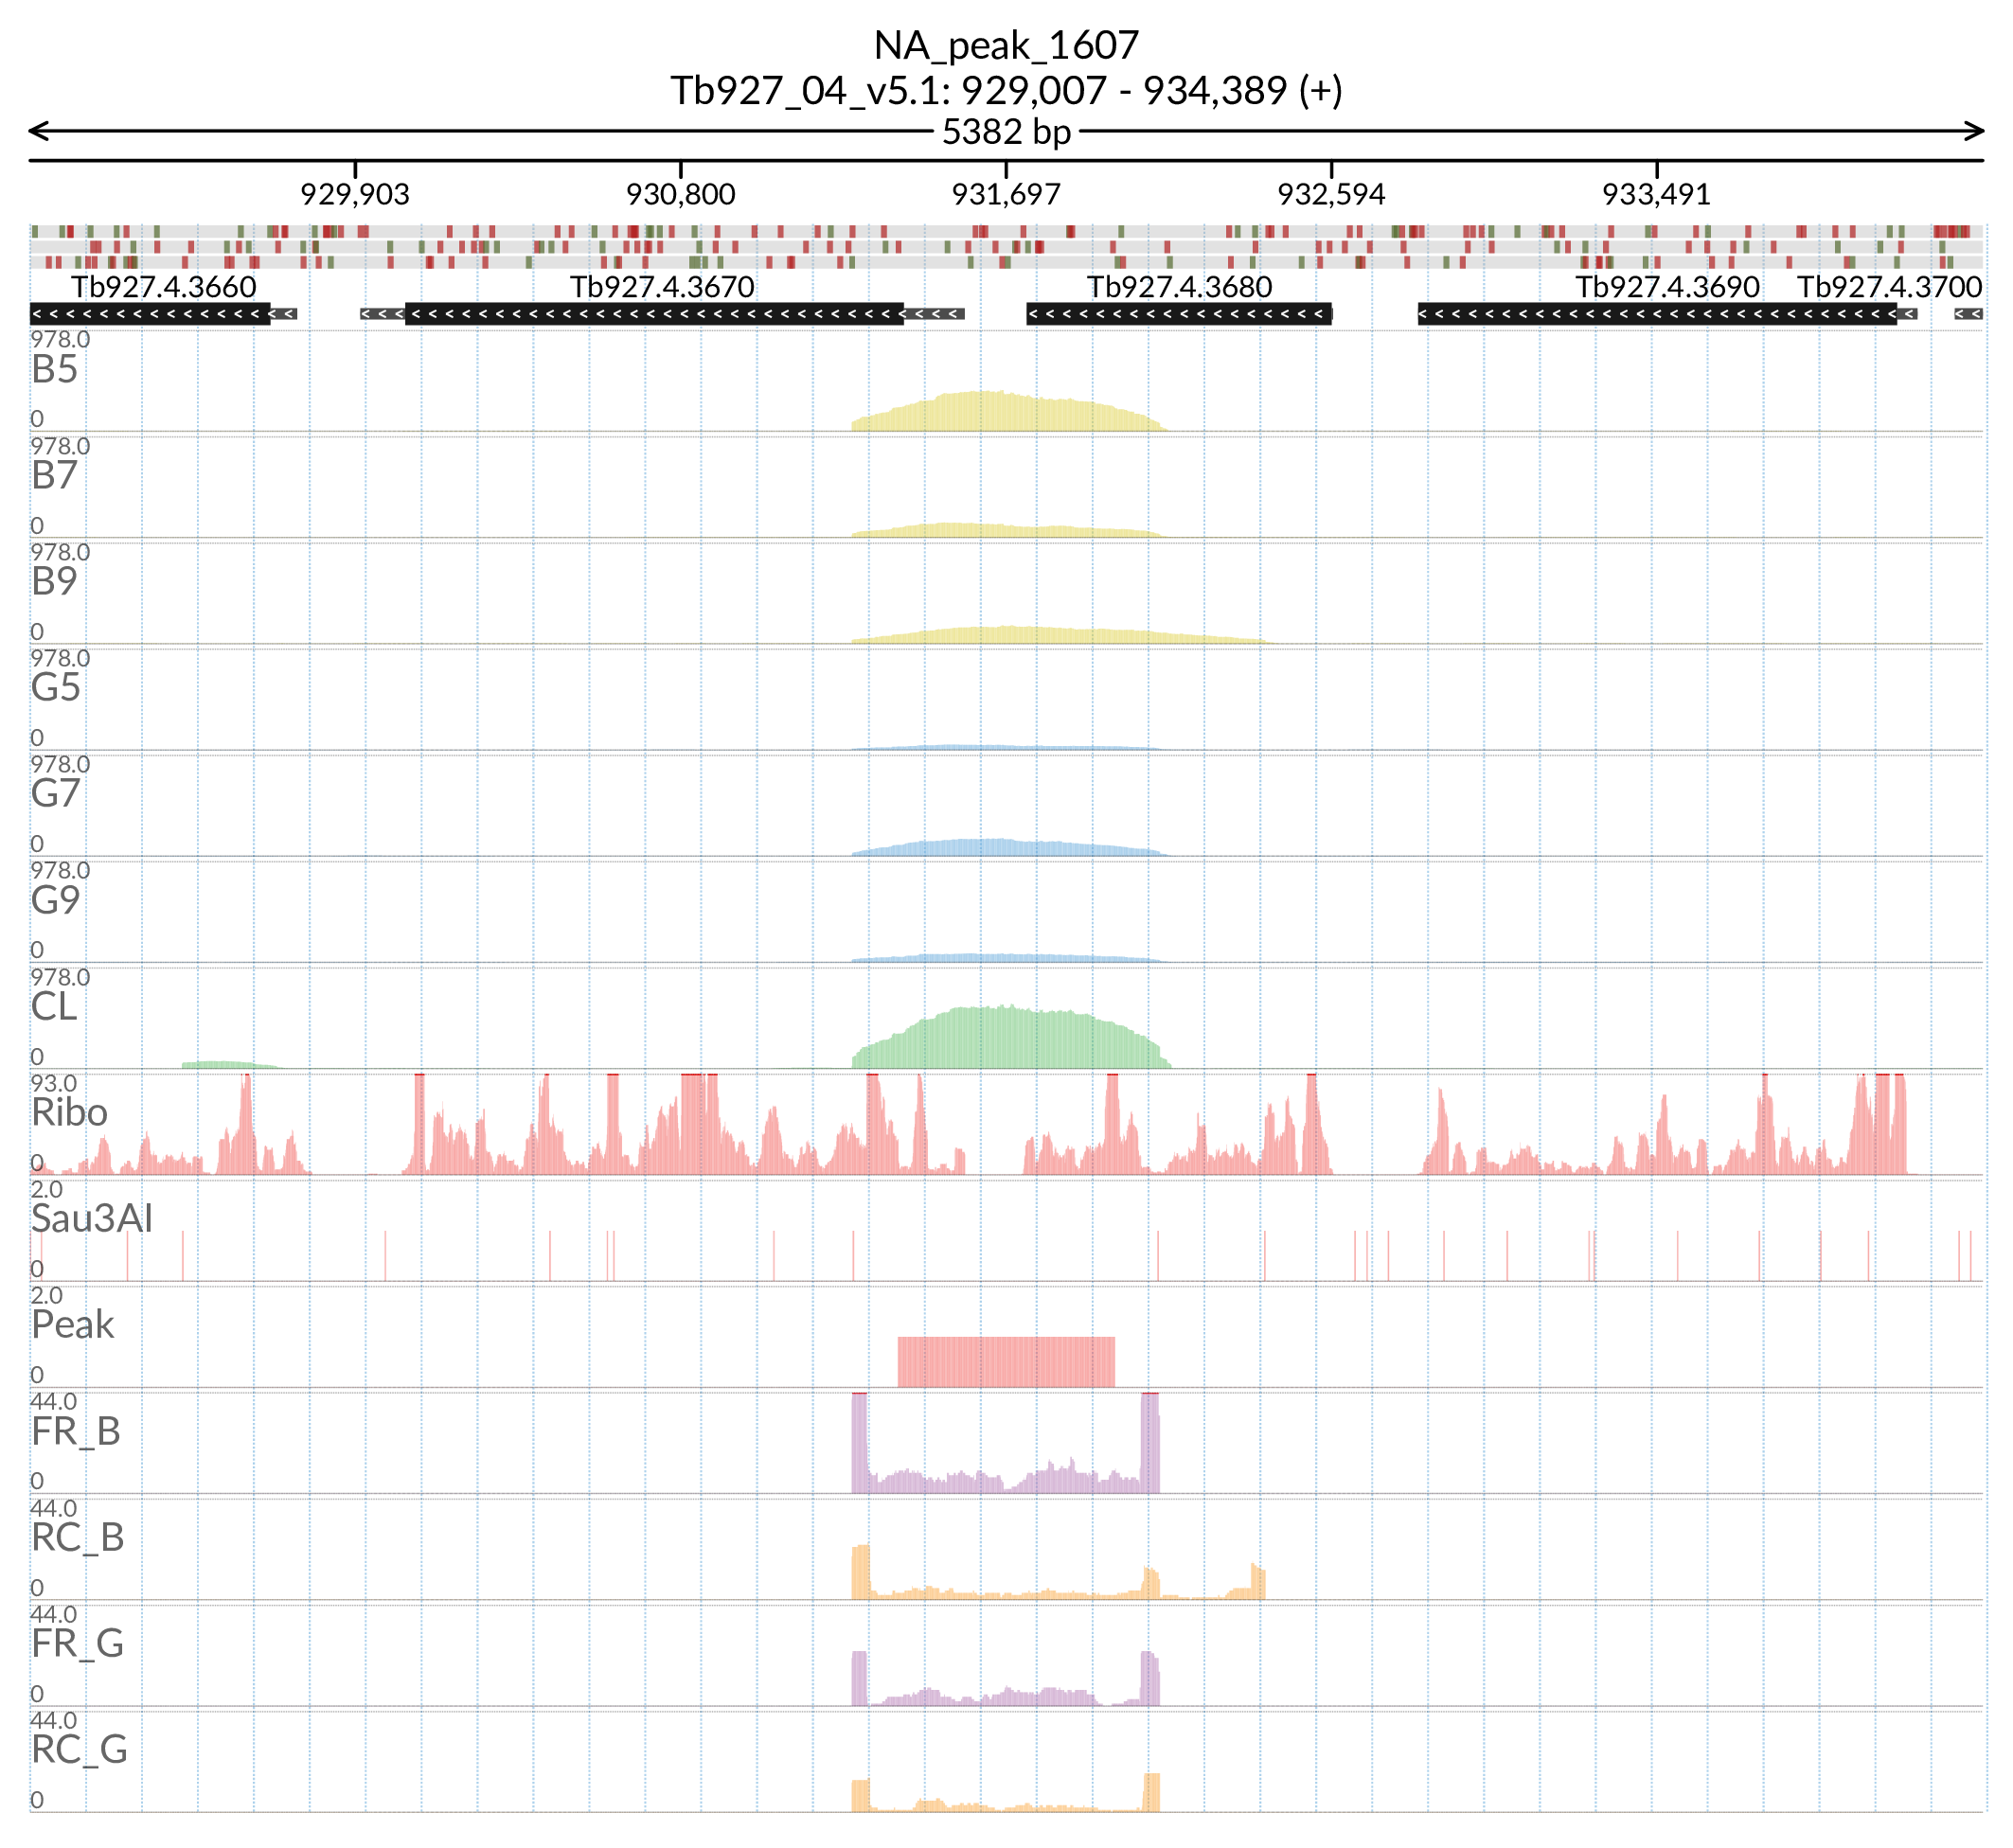 NA_peak_1607
Tb927_04_v5.1: 929,007 - 934,389 (+)
5382 bp
929,903 930,800 931,697 932,594 933,491
Tb927.4.3660 Tb927.4.3670 Tb927.4.3680 Tb927.4.3690 Tb927.4.3700
978.0
B5
0
978.0
B7
0
978.0
B9
0
978.0
G5
0
978.0
G7
0
978.0
G9
0
978.0
CL
0
93.0
Ribo
0
2.0
Sau3AI
0
2.0
Peak
0
44.0
FR_B
0
44.0
RC_B
0
44.0
FR_G
0
44.0
RC_G
0